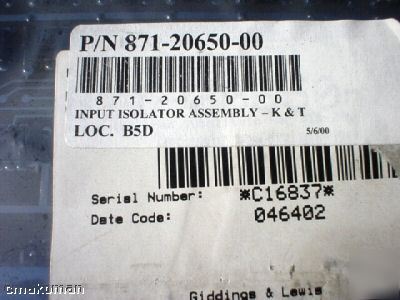 P/N 871-20650-00
871-20650-00
INPUT ISOLATOR ASSEMBLY – K & T
LOC. B5D 5/6/00
Serial Number: *C16837*
Date Code: 046402
Giddings & Lewis
cmakuman